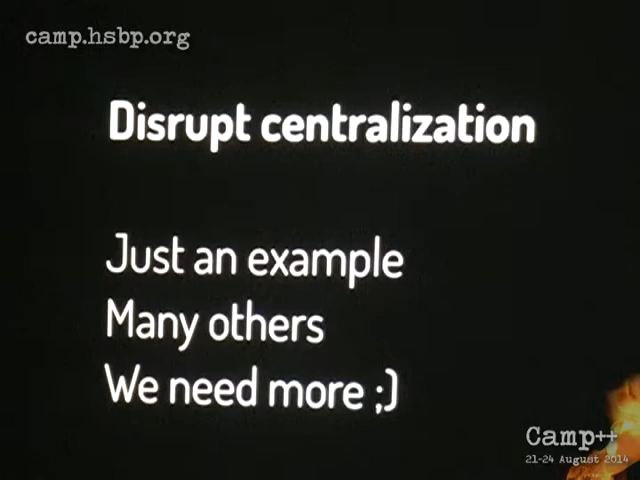 camp.hsbp.org
Disrupt centralization
Just an example
Many others
We need more ;)
Camp++
21-24 August 2014